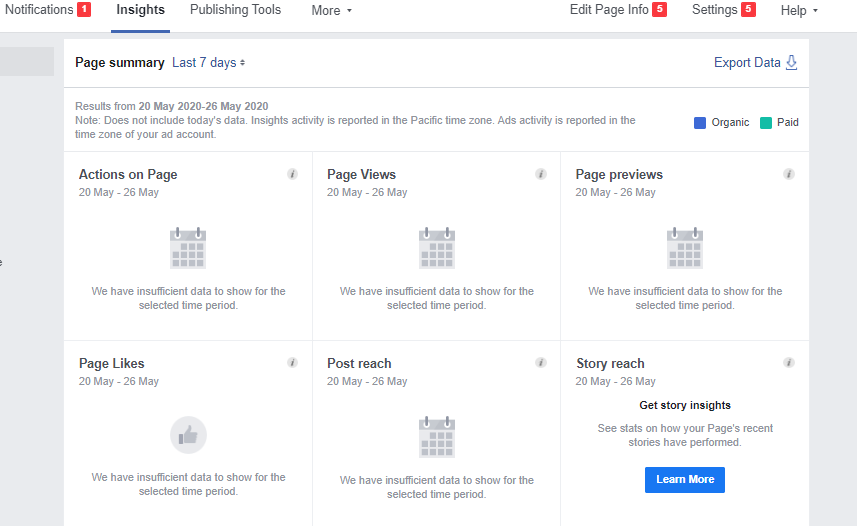 Notifications 1 Insights Publishing Tools More Edit Page Info 5 Settings 5 Help
Page summary Last 7 days Export Data
Results from 20 May 2020-26 May 2020
Note: Does not include today's data. Insights activity is reported in the Pacific time zone. Ads activity is reported in the
time zone of your ad account.
Organic Paid
Actions on Page i
20 May - 26 May
We have insufficient data to show for the
selected time period.
Page Views i
20 May - 26 May
We have insufficient data to show for the
selected time period.
Page previews i
20 May - 26 May
We have insufficient data to show for the
selected time period.
Page Likes i
20 May - 26 May
We have insufficient data to show for the
selected time period.
Post reach i
20 May - 26 May
We have insufficient data to show for the
selected time period.
Story reach i
20 May - 26 May
Get story insights
See stats on how your Page's recent
stories have performed.
Learn More